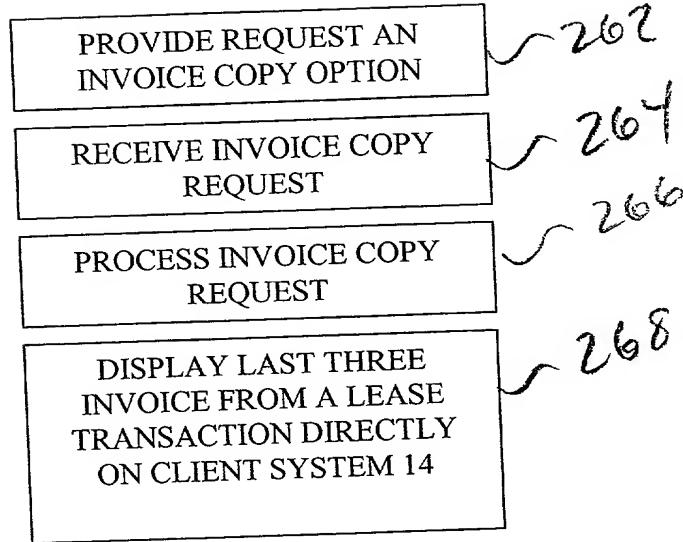 PROVIDE REQUEST AN
INVOICE COPY OPTION
262
RECEIVE INVOICE COPY
REQUEST
264
PROCESS INVOICE COPY
REQUEST
266
DISPLAY LAST THREE
INVOICE FROM A LEASE
TRANSACTION DIRECTLY
ON CLIENT SYSTEM 14
268